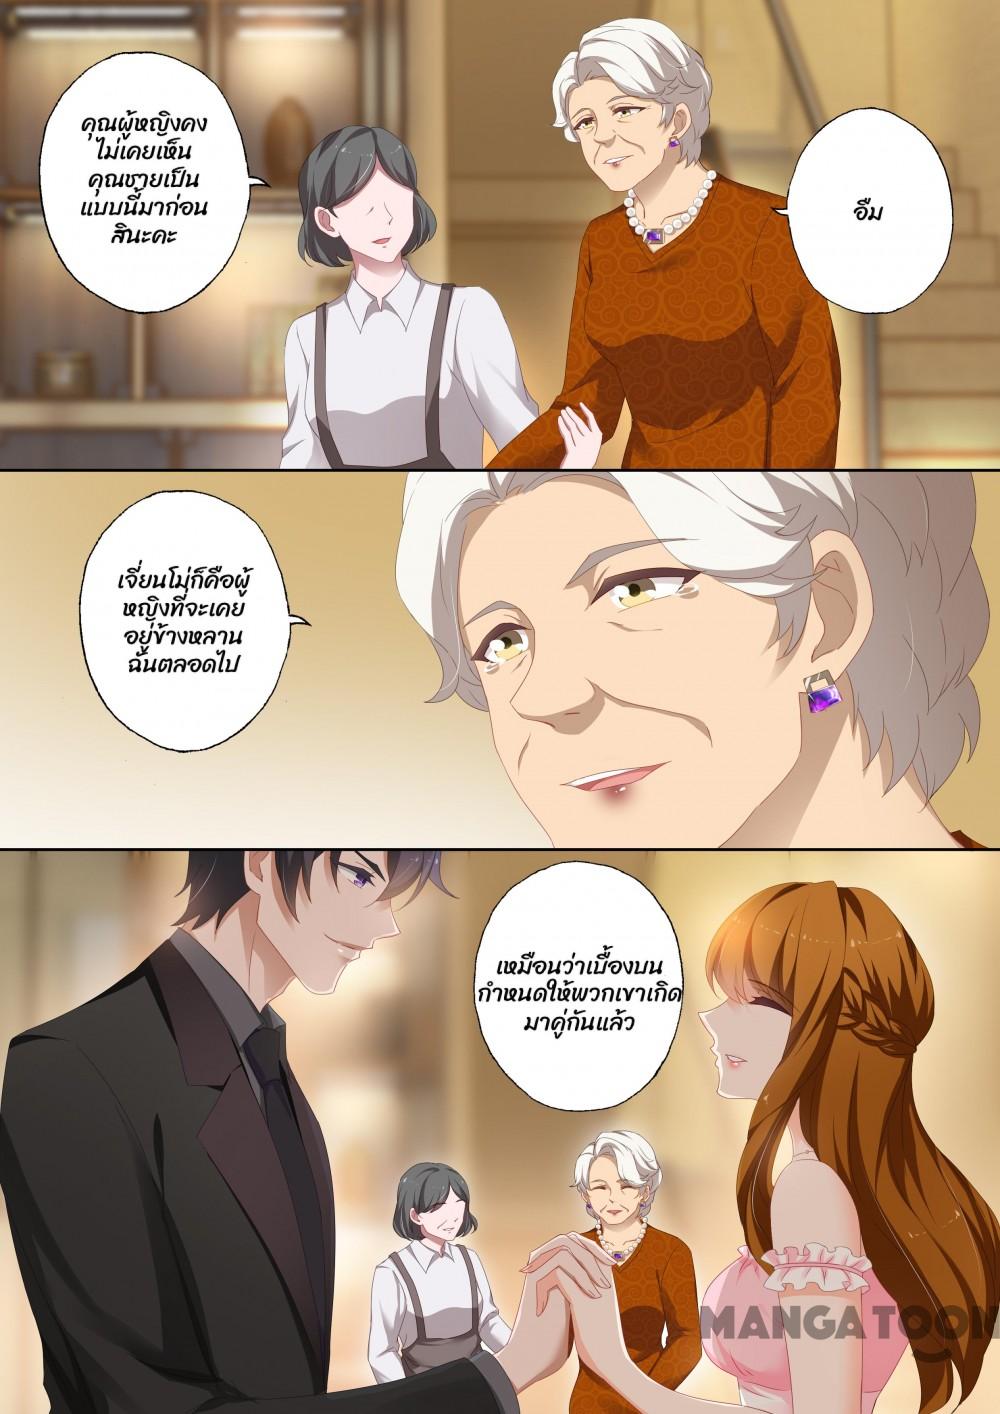 คุณผู้หญิงคง
ไม่เคยเห็น
คุณชายเป็น
แบบนี้มาก่อน
สินะคะ
อืม
เจี่ยนโม่ก็คือผู้
หญิงที่จะเคย
อยู่ข้างหลาน
ฉันตลอดไป
เหมือนว่าเบื้องบน
กำหนดให้พวกเขาเกิด
มาคู่กันแล้ว
MANGA TOON